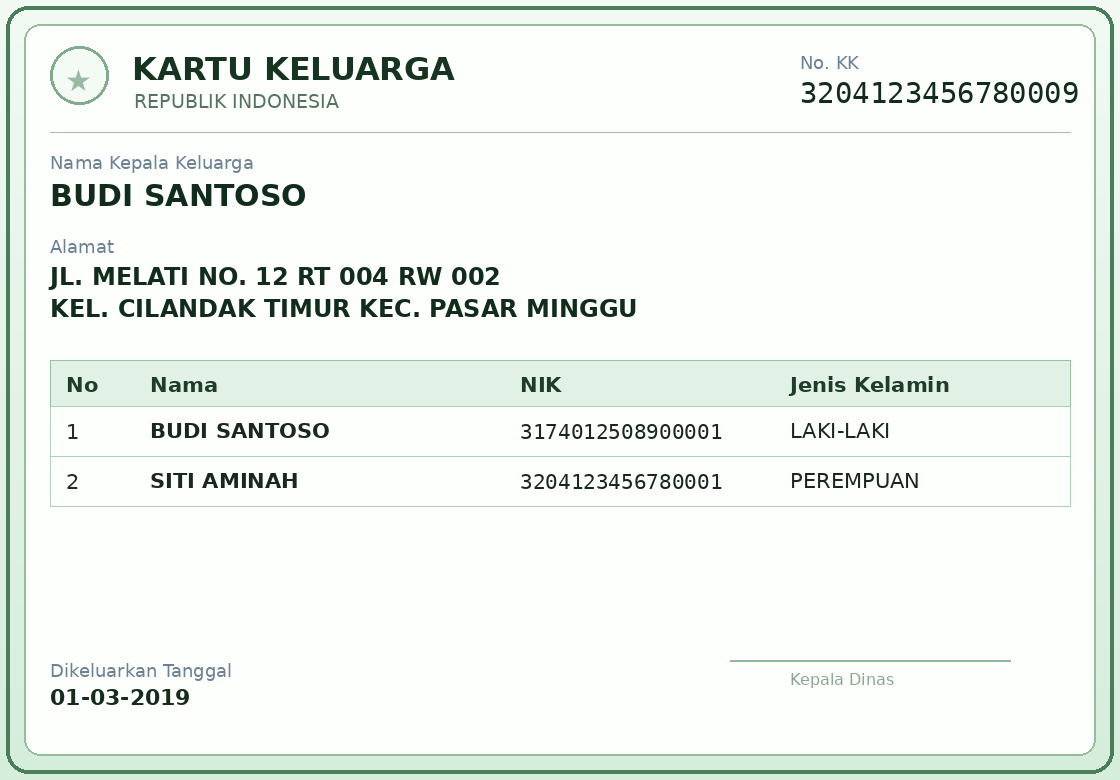 KARTU KELUARGA
REPUBLIK INDONESIA
No. KK
3204123456780009
Nama Kepala Keluarga
BUDI SANTOSO
Alamat
JL. MELATI NO. 12 RT 004 RW 002
KEL. CILANDAK TIMUR KEC. PASAR MINGGU
No Nama NIK Jenis Kelamin
1 BUDI SANTOSO 3174012508900001 LAKI-LAKI
2 SITI AMINAH 3204123456780001 PEREMPUAN
Dikeluarkan Tanggal
01-03-2019
Kepala Dinas